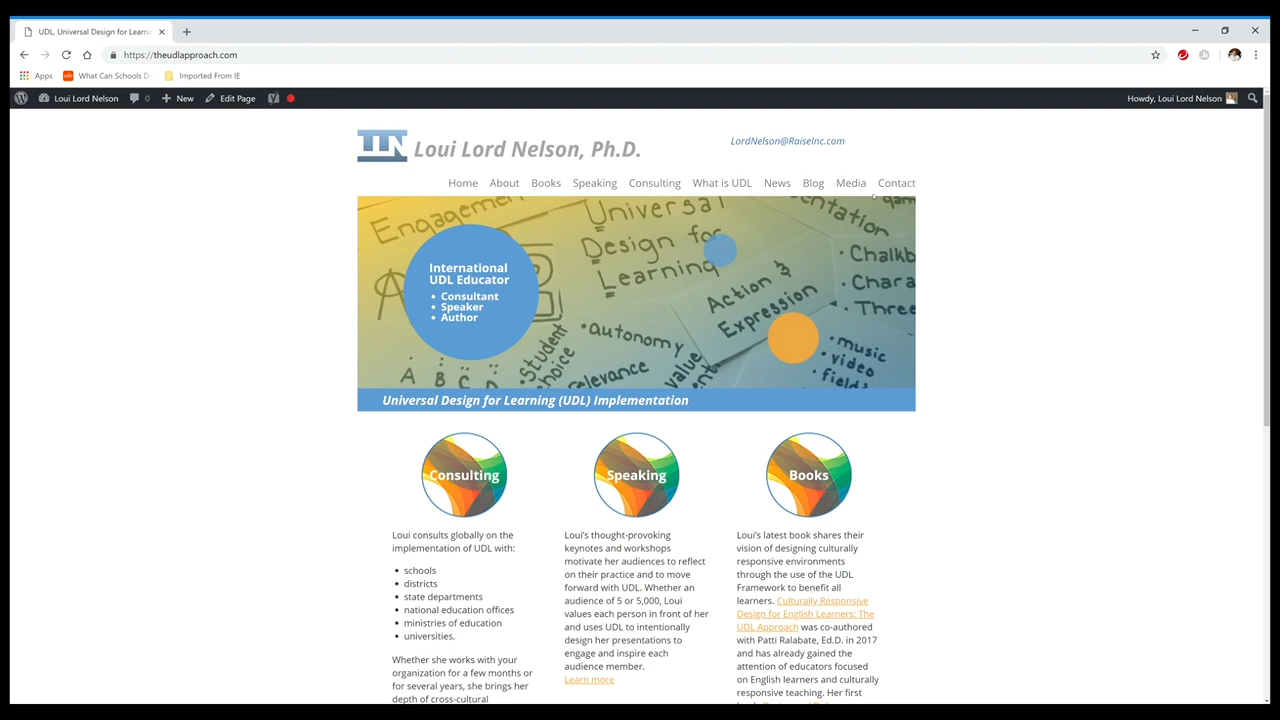 UDL, Universal Design for Learni
https://theudlapproach.com
Apps
What Can Schools Do
Imported From IE
Loui Lord Nelson
0
New
Edit Page
Howdy, Loui Lord Nelson
LLN
Loui Lord Nelson, Ph.D.
LordNelson@RaiseInc.com
Home About Books Speaking Consulting What is UDL News Blog Media Contact
Engagement
Universal
Design for
Learning
International
UDL Educator
• Consultant
• Speaker
• Author
Action &
Expression
• Chalkb
• Chara
• Three
•autonomy
Student
choice
relevance
value
•music
•video
•field
A B C D
Universal Design for Learning (UDL) Implementation
Consulting
Loui consults globally on the
implementation of UDL with:
• schools
• districts
• state departments
• national education offices
• ministries of education
• universities.
Whether she works with your
organization for a few months or
for several years, she brings her
depth of cross-cultural
Speaking
Loui's thought-provoking
keynotes and workshops
motivate her audiences to reflect
on their practice and to move
forward with UDL. Whether an
audience of 5 or 5,000, Loui
values each person in front of her
and uses UDL to intentionally
design her presentations to
engage and inspire each
audience member.
Learn more
Books
Loui's latest book shares their
vision of designing culturally
responsive environments
through the use of the UDL
Framework to benefit all
learners. Culturally Responsive
Design for English Learners: The
UDL Approach was co-authored
with Patti Ralabate, Ed.D. in 2017
and has already gained the
attention of educators focused
on English learners and culturally
responsive teaching. Her first